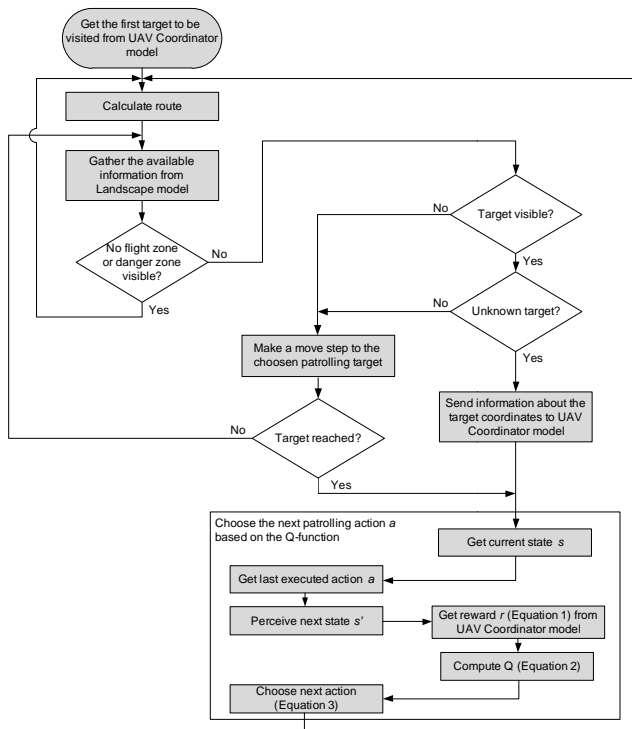 Get the first target to be
visited from UAV Coordinator
model
Calculate route
Gather the available
information from
Landscape model
No flight zone
or danger zone
visible?
No
Yes
Target visible?
No
Yes
Unknown target?
No
Yes
Make a move step to the
choosen patrolling target
Send information about the
target coordinates to UAV
Coordinator model
Target reached?
No
Yes
Choose the next patrolling action a
based on the Q-function
Get current state s
Get last executed action a
Perceive next state s'
Get reward r (Equation 1) from
UAV Coordinator model
Compute Q (Equation 2)
Choose next action
(Equation 3)